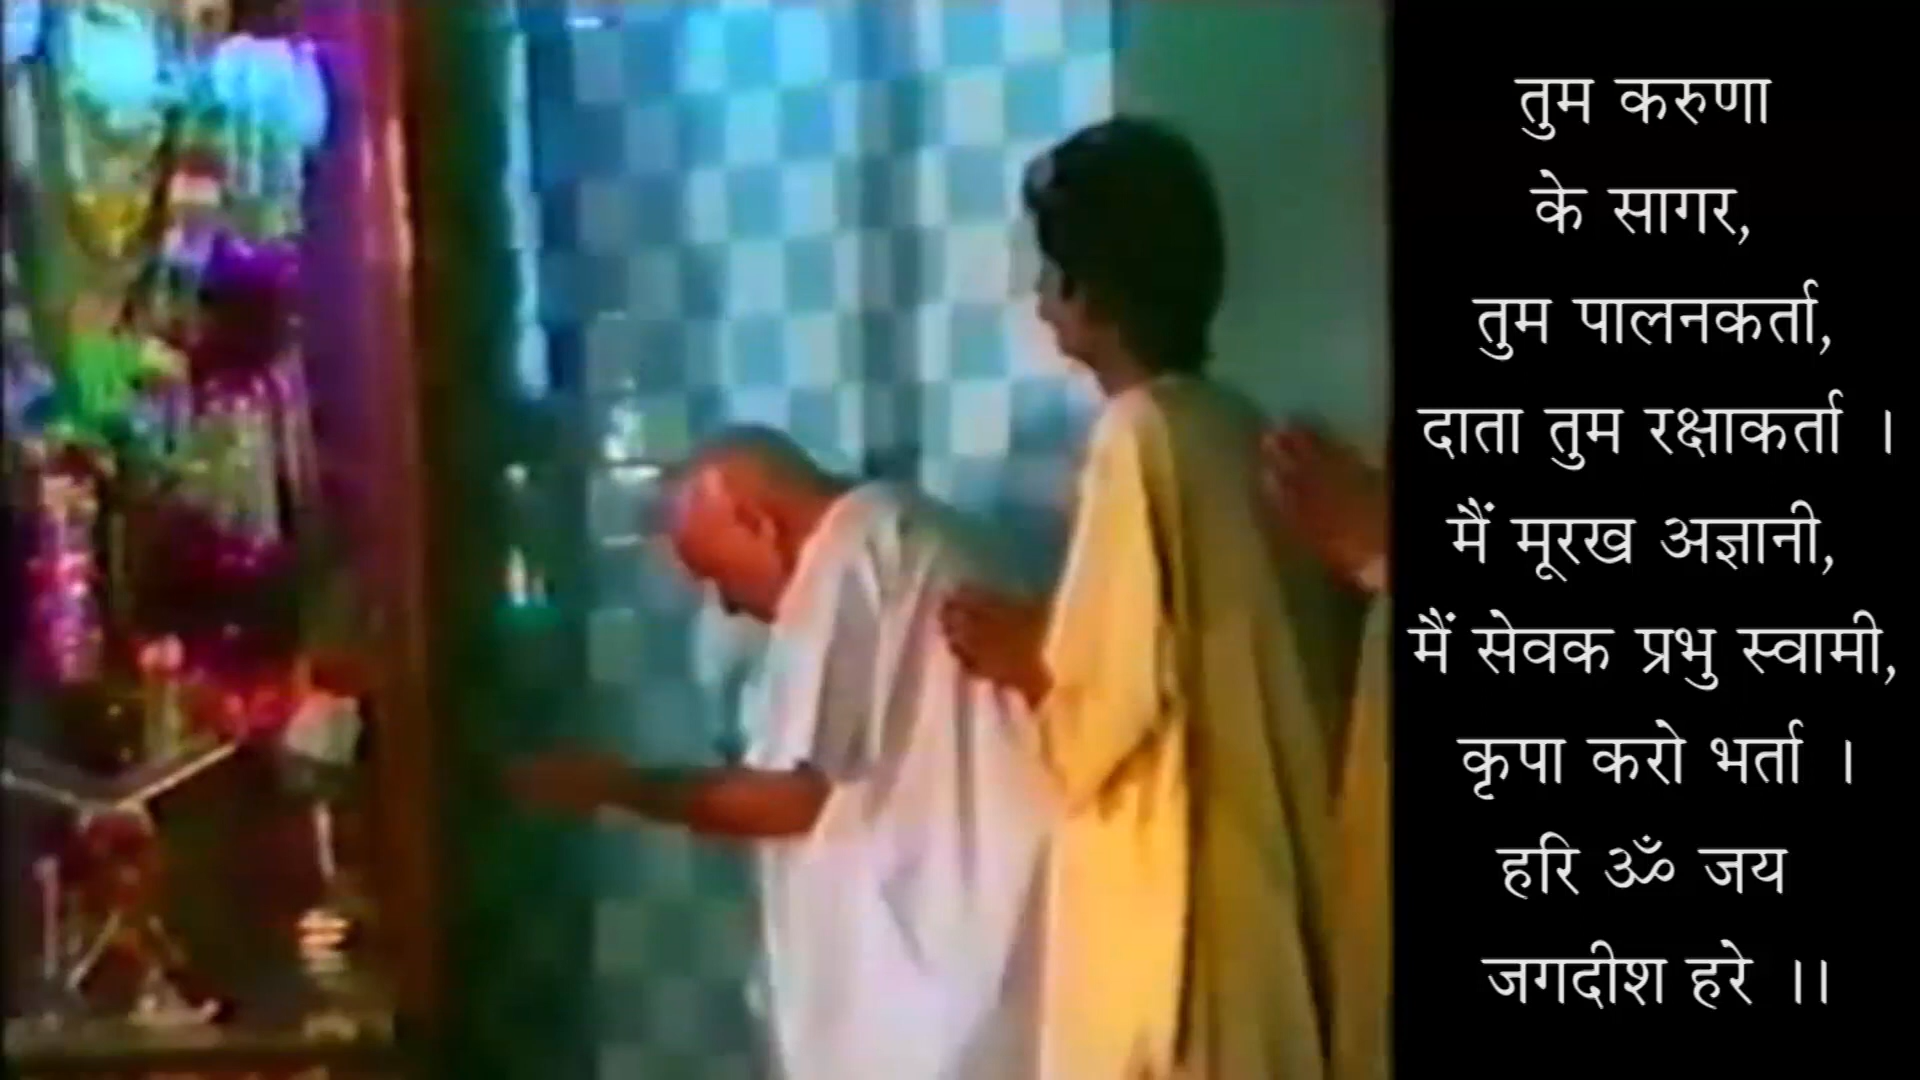 तुम करुणा
के सागर,
तुम पालनकर्ता,
दाता तुम रक्षाकर्ता ।
मैं मूरख अज्ञानी,
मैं सेवक प्रभु स्वामी,
कृपा करो भर्ता ।
हरि ॐ जय
जगदीश हरे ।।